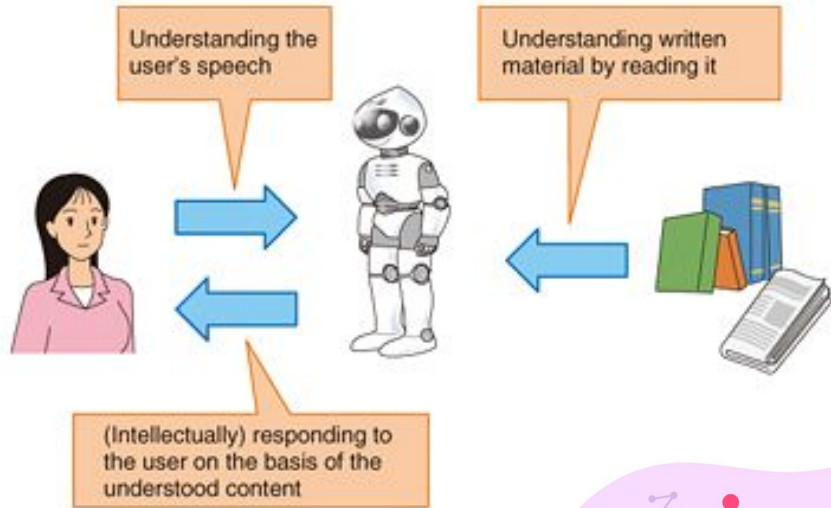 Understanding the
user's speech
Understanding written
material by reading it
(Intellectually) responding to
the user on the basis of the
understood content